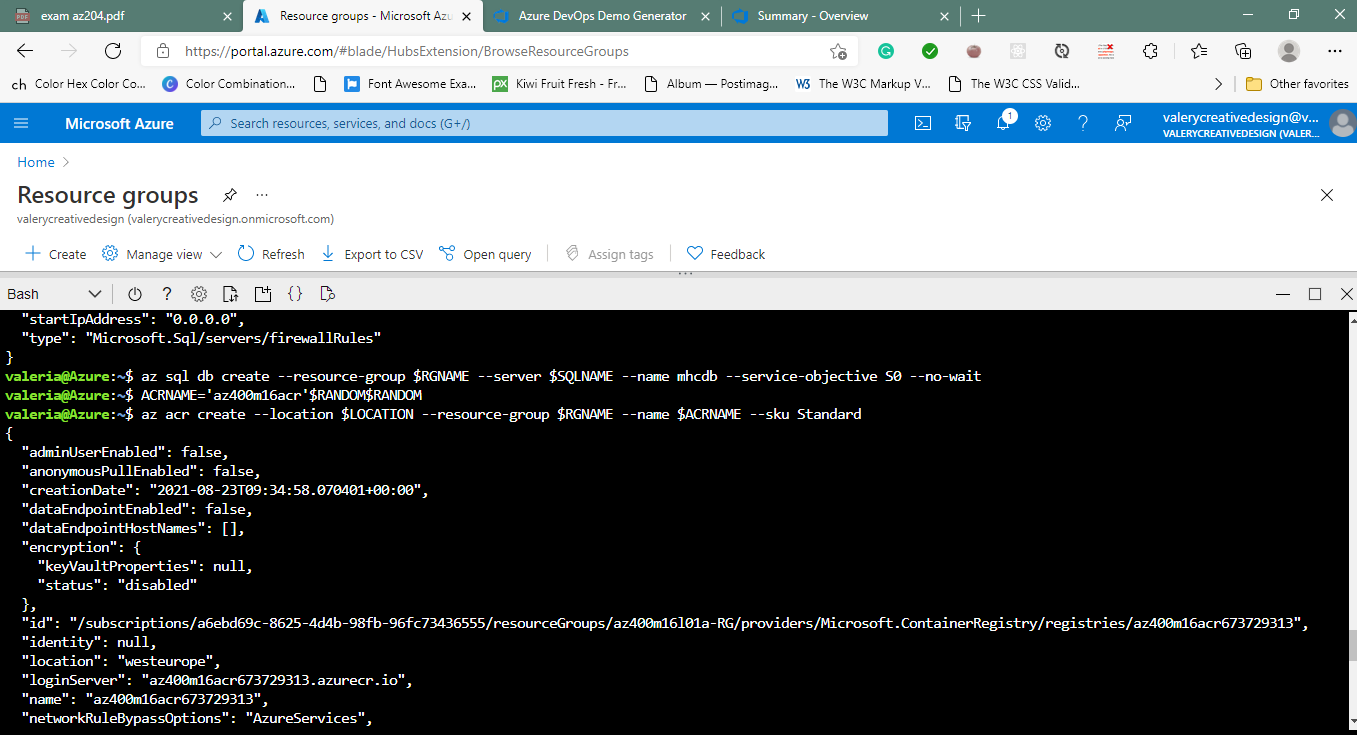 exam az204.pdf
Resource groups - Microsoft Azu
Azure DevOps Demo Generator
Summary - Overview
https://portal.azure.com/#blade/HubsExtension/BrowseResourceGroups
ch Color Hex Color Co...
Color Combination...
Font Awesome Exa...
Kiwi Fruit Fresh - Fr...
Album — Postimag...
The W3C Markup V...
The W3C CSS Valid...
Other favorites
Microsoft Azure
Search resources, services, and docs (G+/)
1
valerycreativedesign@v...
VALERYCREATIVEDESIGN (VALER...
Home
Resource groups
valerycreativedesign (valerycreativedesign.onmicrosoft.com)
Create
Manage view
Refresh
Export to CSV
Open query
Assign tags
Feedback
Bash
"startIpAddress": "0.0.0.0",
"type": "Microsoft.Sql/servers/firewallRules"
}
valeria@Azure:~$ az sql db create --resource-group $RGNAME --server $SQLNAME --name mhcdb --service-objective S0 --no-wait
valeria@Azure:~$ ACRNAME='az400m16acr'$RANDOM$RANDOM
valeria@Azure:~$ az acr create --location $LOCATION --resource-group $RGNAME --name $ACRNAME --sku Standard
{
"adminUserEnabled": false,
"anonymousPullEnabled": false,
"creationDate": "2021-08-23T09:34:58.070401+00:00",
"dataEndpointEnabled": false,
"dataEndpointHostNames": [],
"encryption": {
"keyVaultProperties": null,
"status": "disabled"
},
"id": "/subscriptions/a6ebd69c-8625-4d4b-98fb-96fc73436555/resourceGroups/az400m16l01a-RG/providers/Microsoft.ContainerRegistry/registries/az400m16acr673729313",
"identity": null,
"location": "westeurope",
"loginServer": "az400m16acr673729313.azurecr.io",
"name": "az400m16acr673729313",
"networkRuleBypassOptions": "AzureServices",